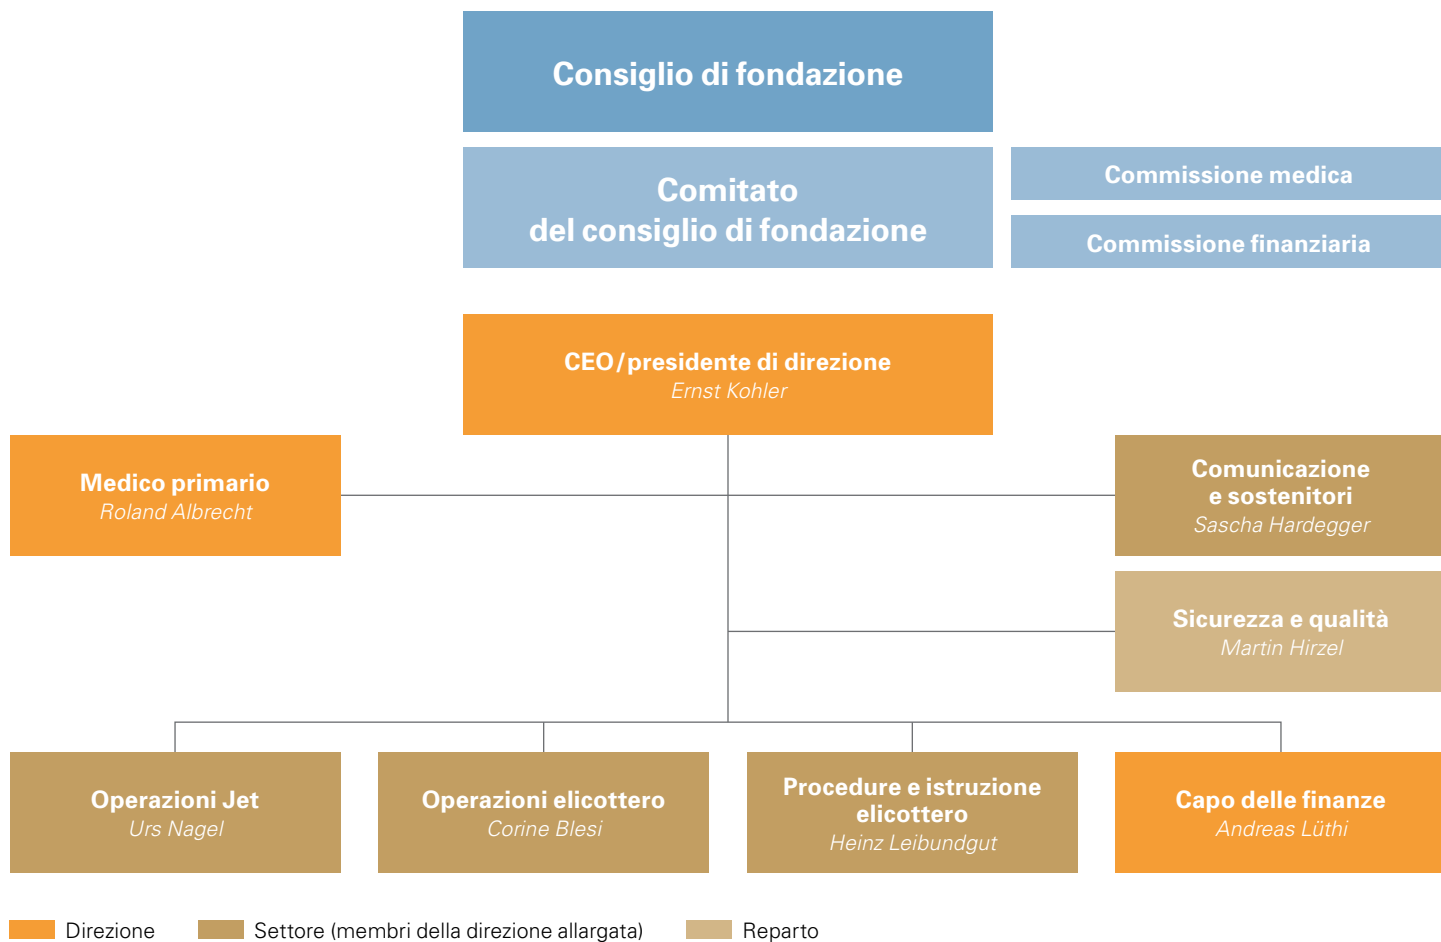 Consiglio di fondazione
Comitato
del consiglio di fondazione
Commissione medica
Commissione finanziaria
CEO/presidente di direzione
Ernst Kohler
Medico primario
Roland Albrecht
Comunicazione
e sostenitori
Sascha Hardegger
Sicurezza e qualità
Martin Hirzel
Operazioni Jet
Urs Nagel
Operazioni elicottero
Corine Blesi
Procedure e istruzione
elicottero
Heinz Leibundgut
Capo delle finanze
Andreas Lüthi
Direzione
Settore (membri della direzione allargata)
Reparto